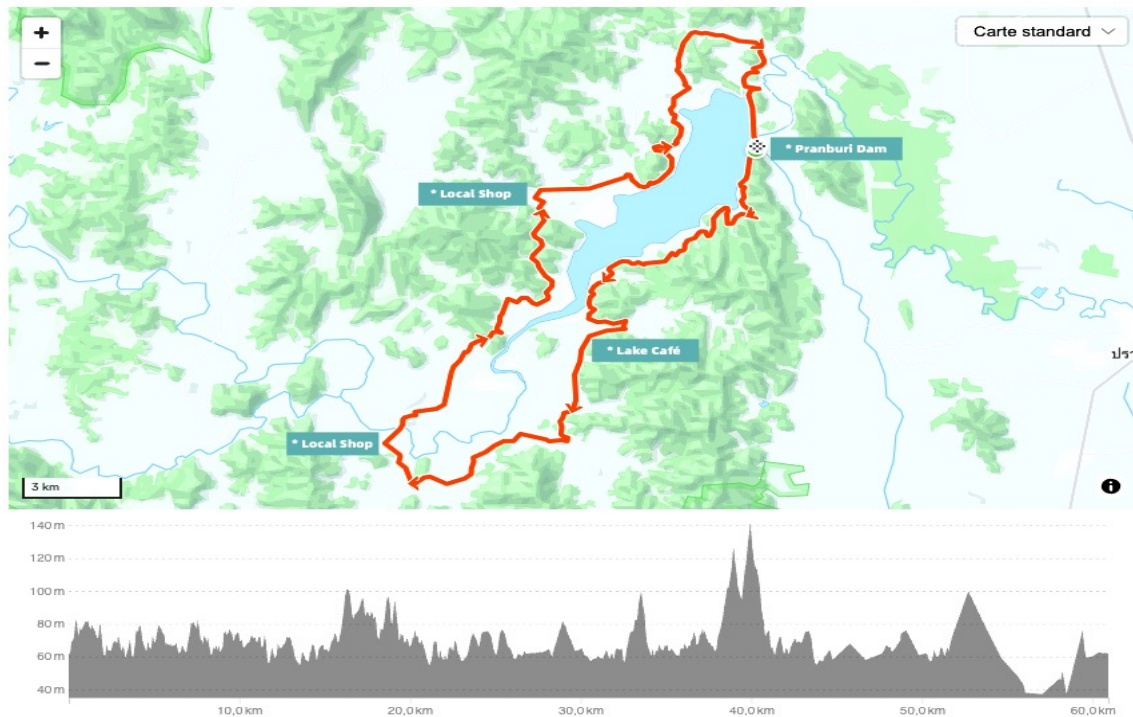 +
Carte standard
−
* Pranburi Dam
* Local Shop
* Lake Café
ปรา
* Local Shop
3 km
i
140 m
120 m
100 m
80 m
60 m
40 m
10,0 km
20,0 km
30,0 km
40,0 km
50,0 km
60,0 km